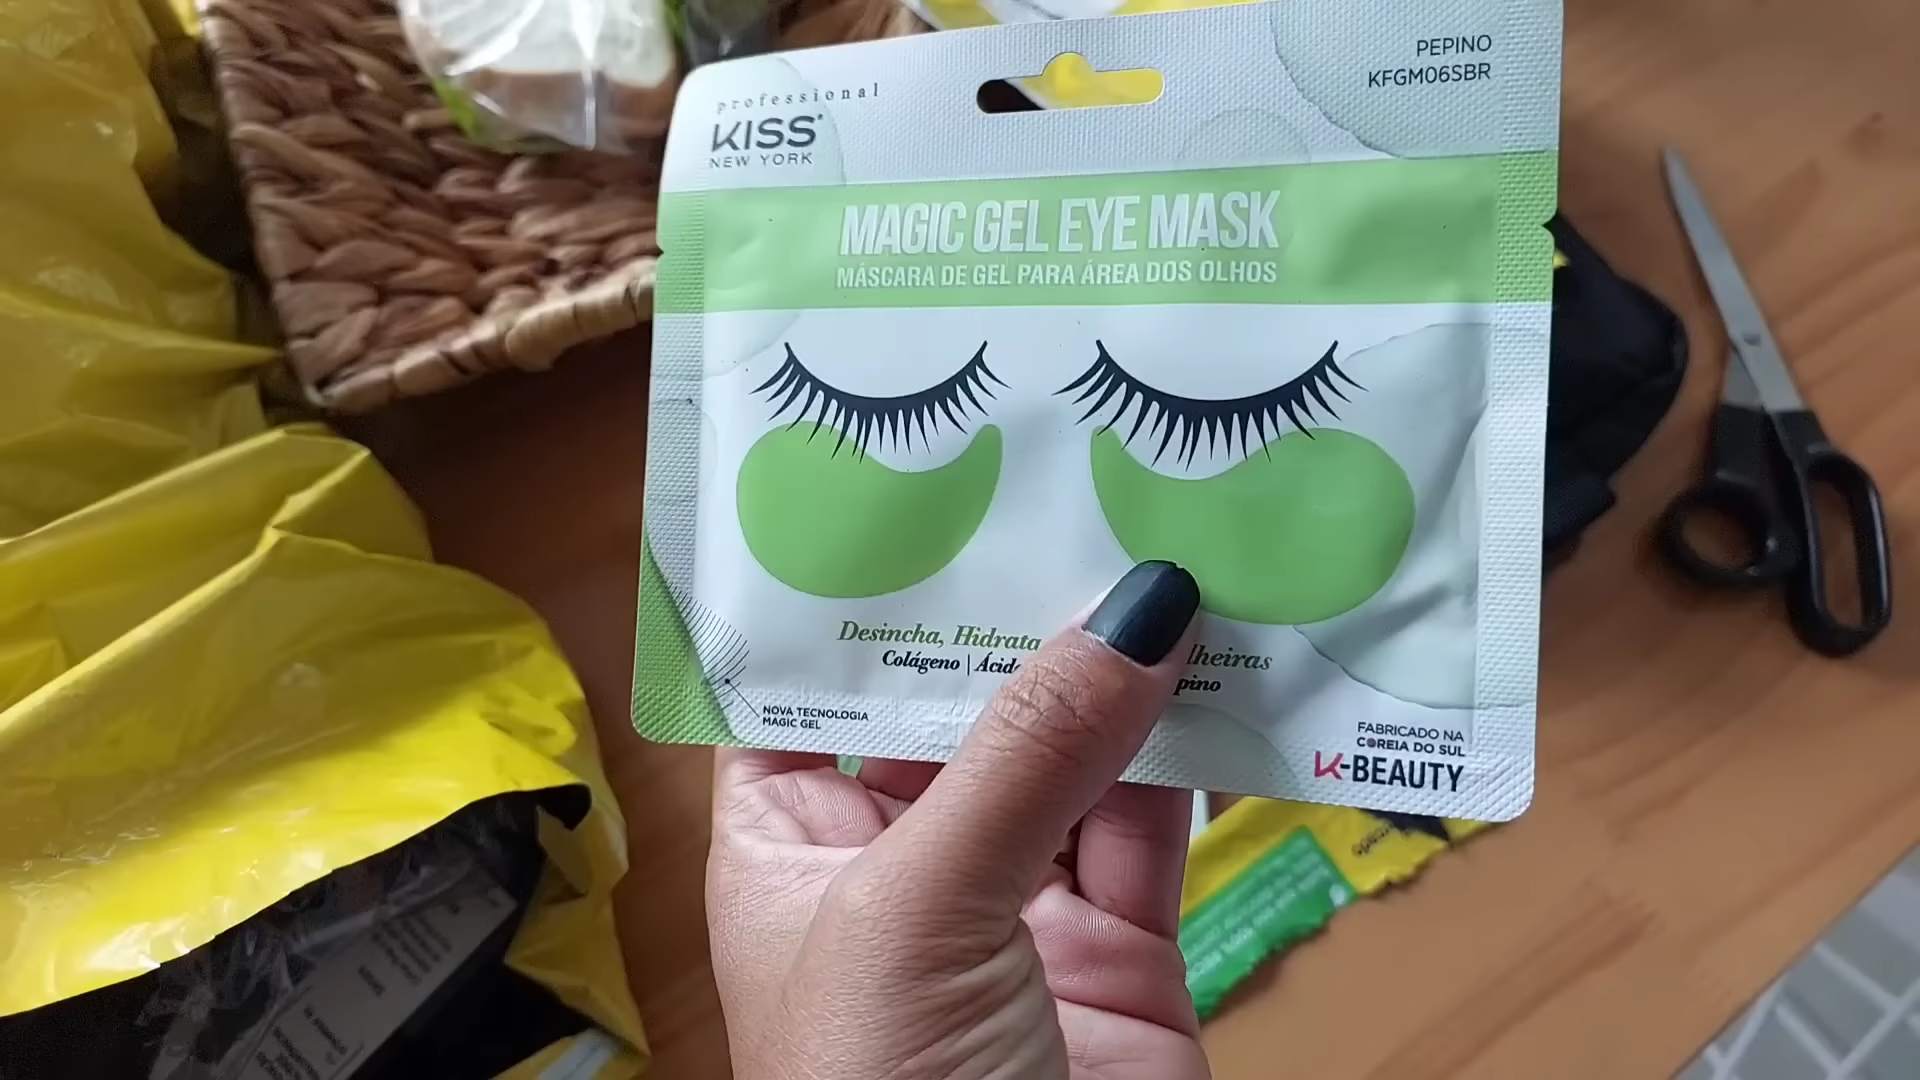 professional
KISS
NEW YORK
PEPINO
KFGM06SBR
MAGIC GEL EYE MASK
MÁSCARA DE GEL PARA ÁREA DOS OLHOS
Desincha, Hidrata lheiras
Colágeno | Ácid pino
NOVA TECNOLOGIA
MAGIC GEL
FABRICADO NA
COREIA DO SUL
K-BEAUTY